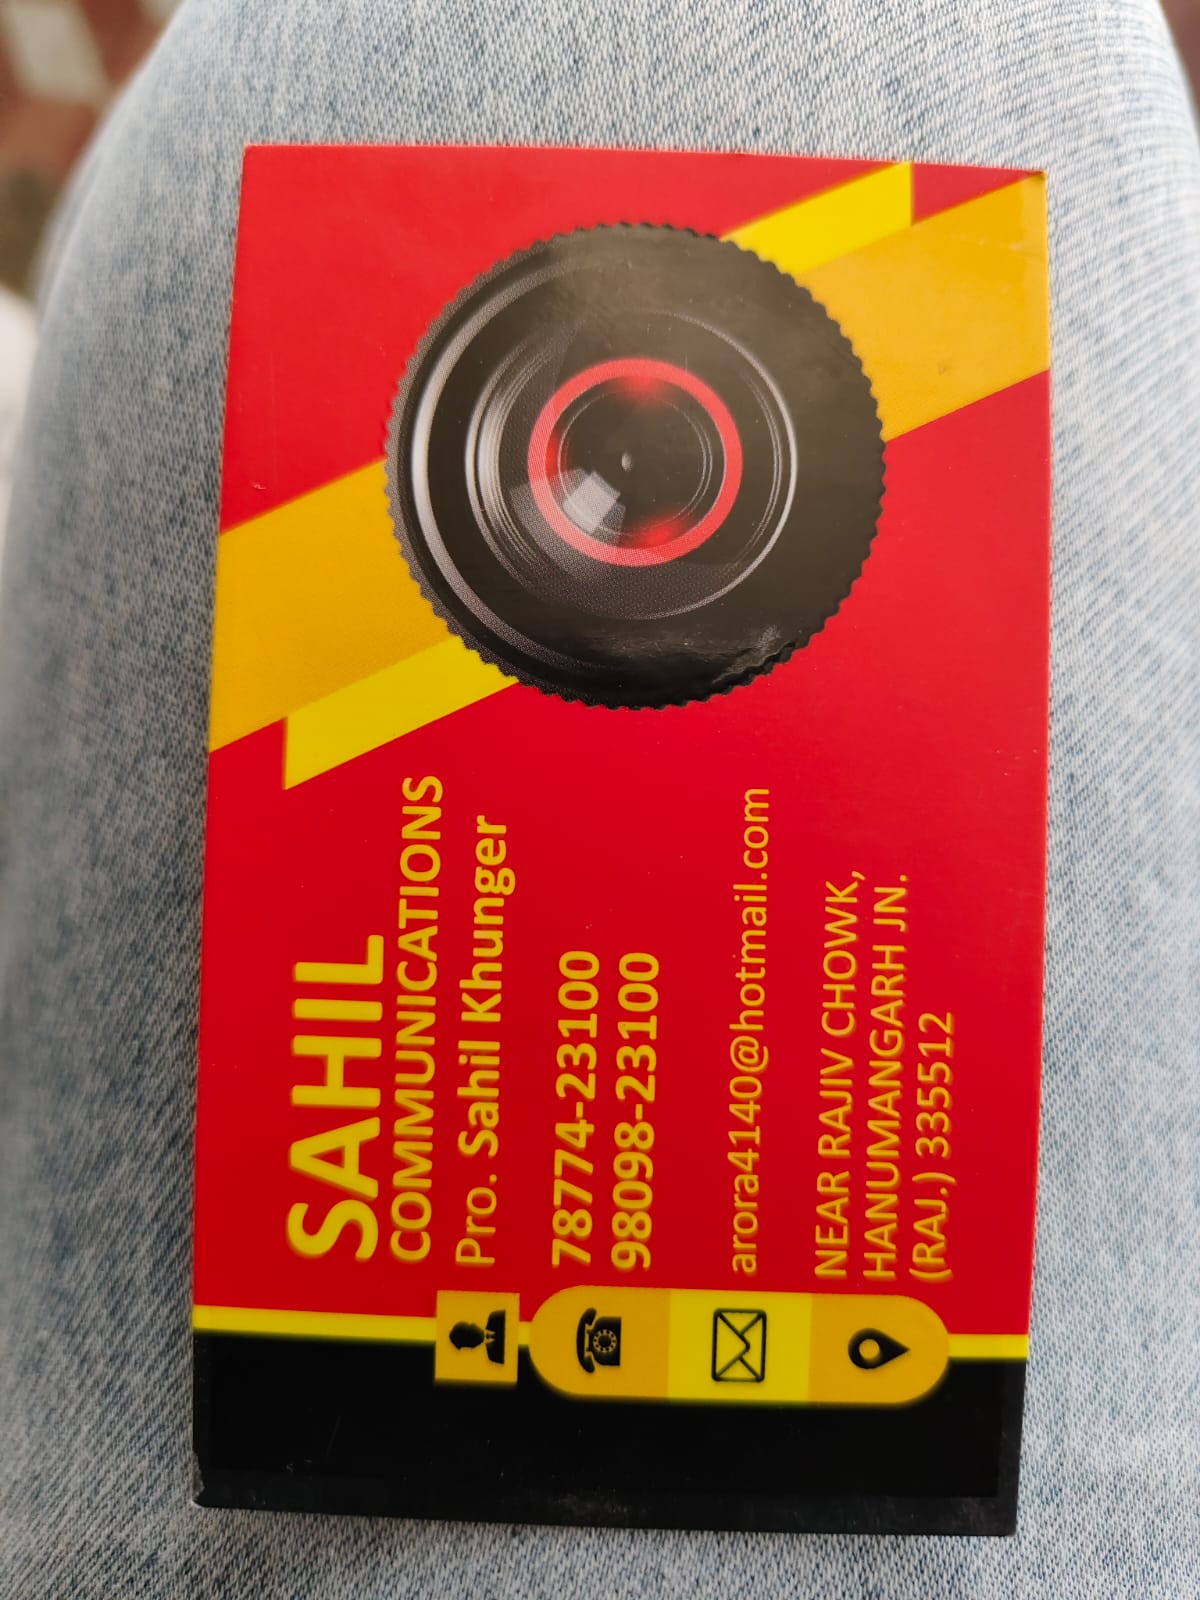 SAHIL
COMMUNICATIONS
Pro. Sahil Khunger
78774-23100
98098-23100
arora4140@hotmail.com
NEAR RAJIV CHOWK,
HANUMANGARH JN.
(RAJ.) 335512